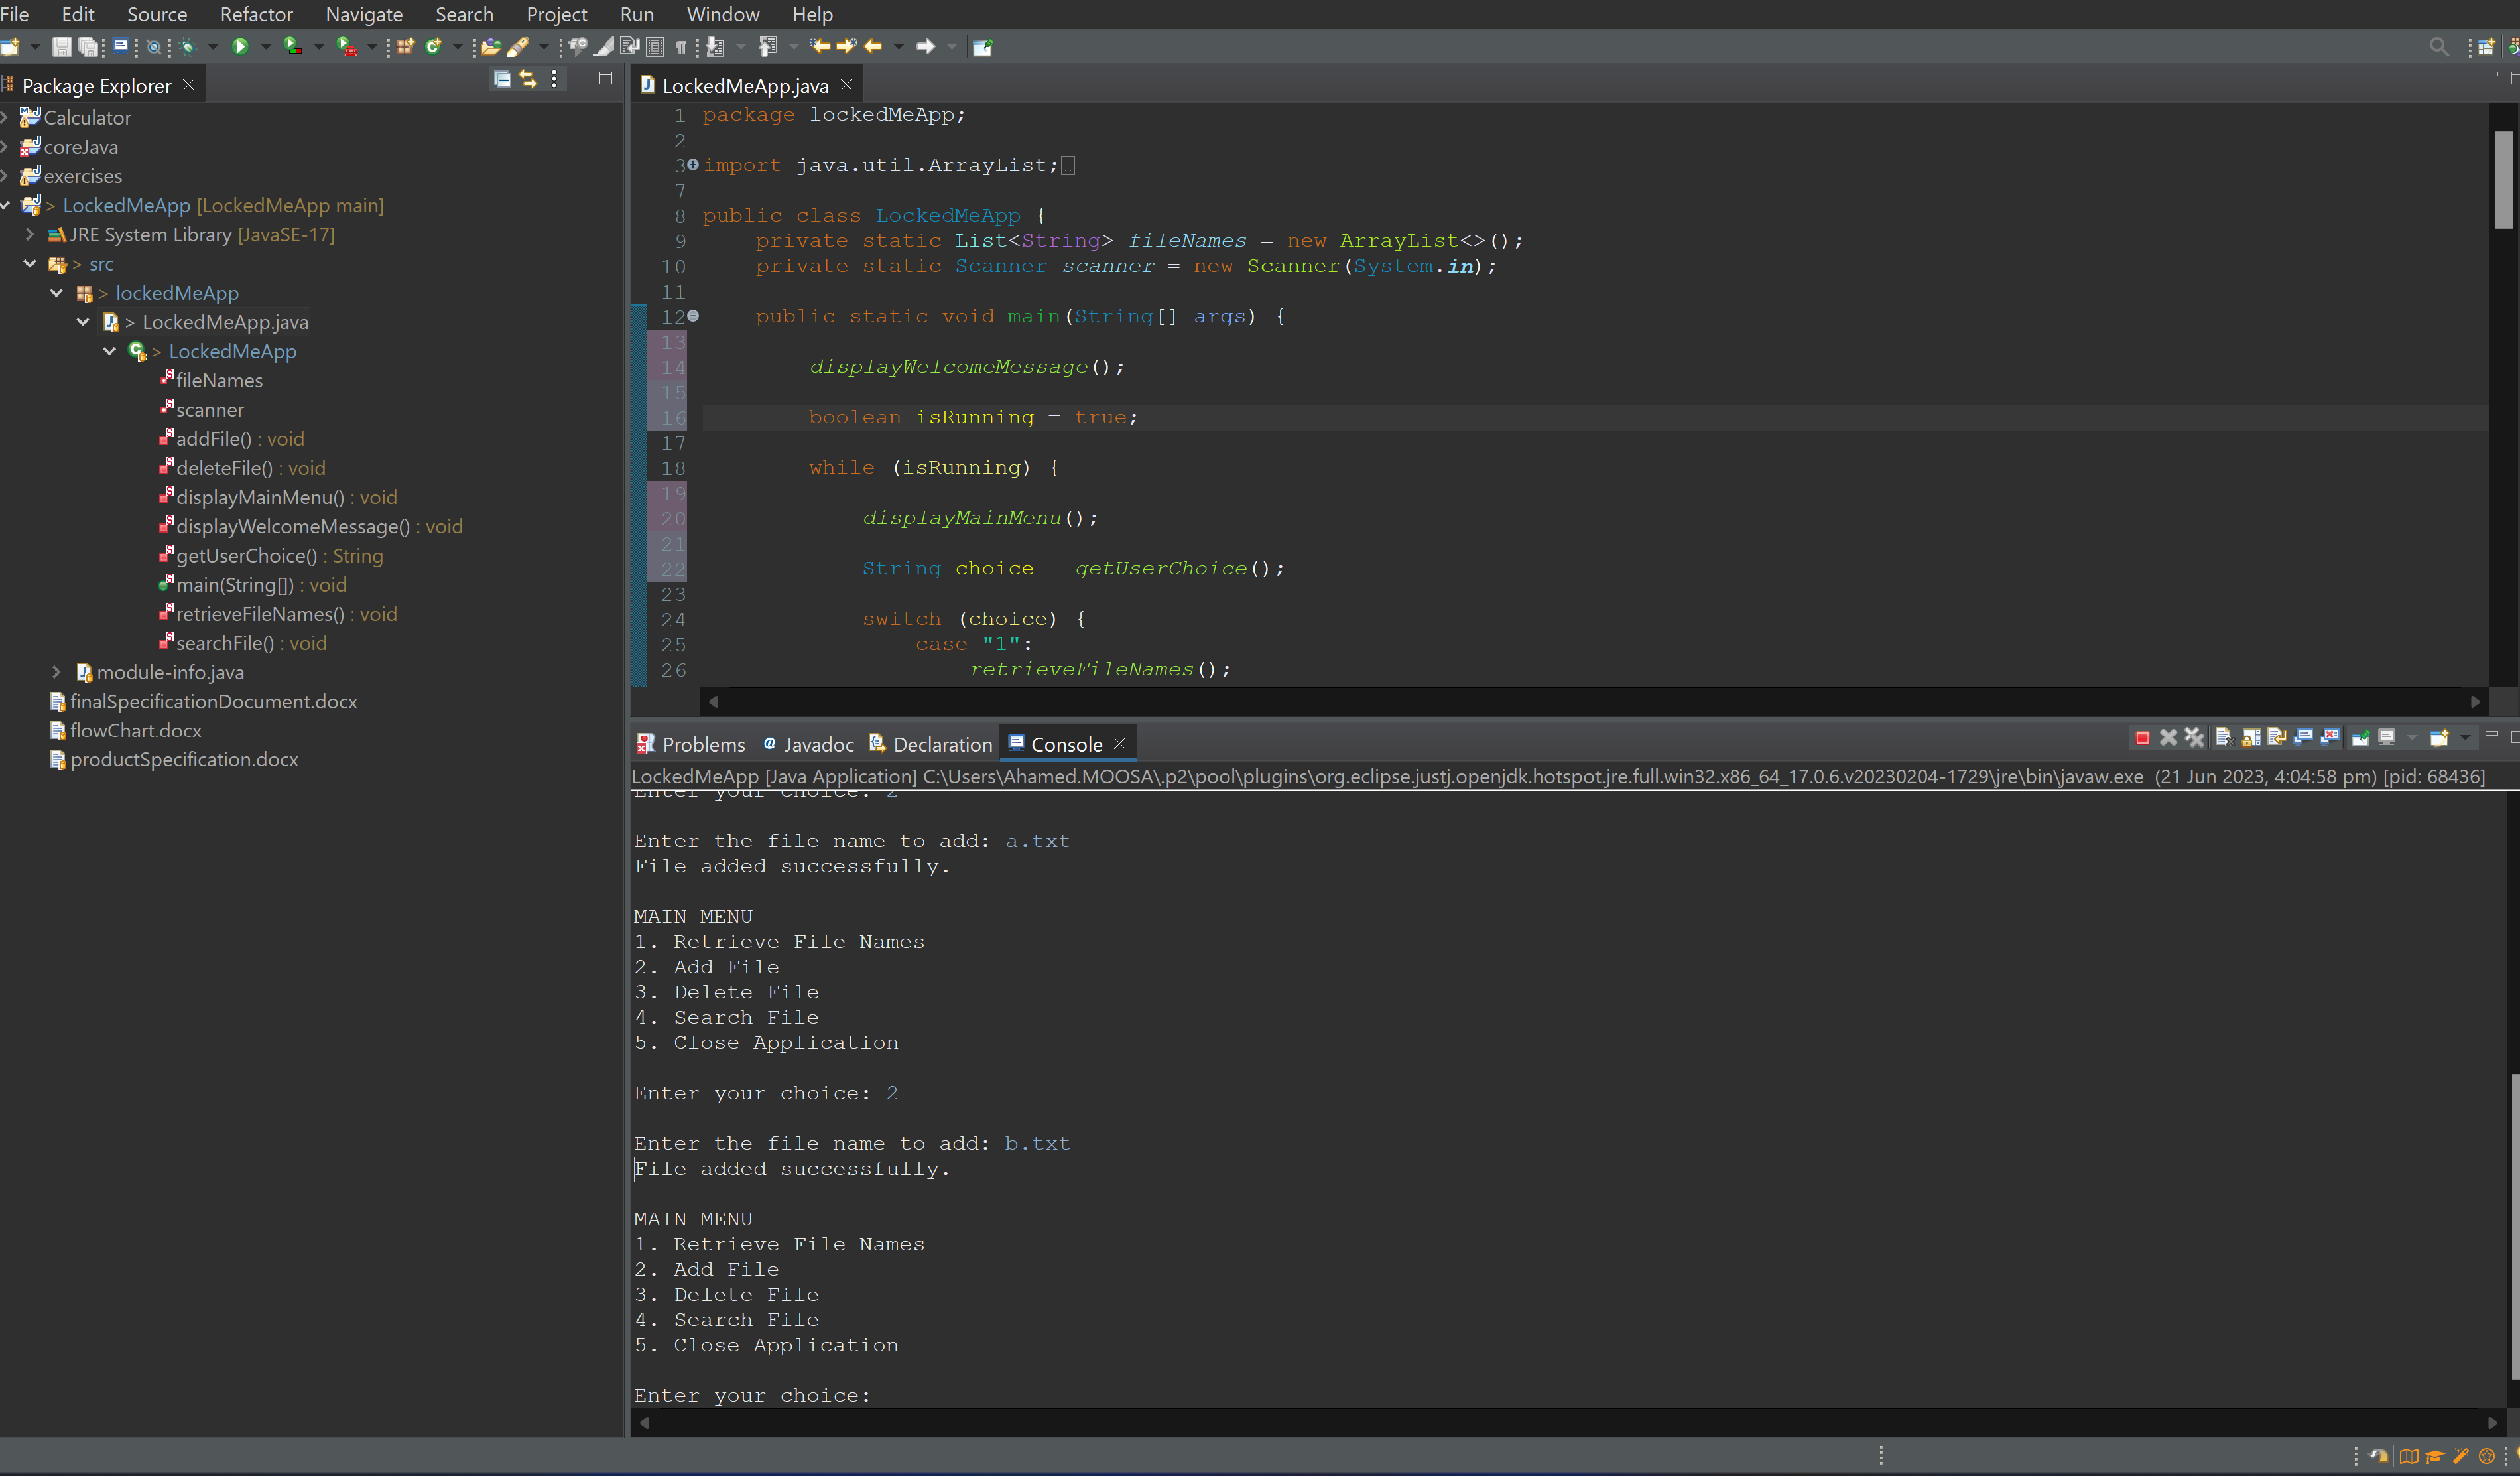 File Edit Source Refactor Navigate Search Project Run Window Help
Package Explorer
Calculator
coreJava
exercises
> LockedMeApp [LockedMeApp main]
JRE System Library [JavaSE-17]
> src
> lockedMeApp
> LockedMeApp.java
> LockedMeApp
fileNames
scanner
addFile() : void
deleteFile() : void
displayMainMenu() : void
displayWelcomeMessage() : void
getUserChoice() : String
main(String[]) : void
retrieveFileNames() : void
searchFile() : void
module-info.java
finalSpecificationDocument.docx
flowChart.docx
productSpecification.docx
LockedMeApp.java
1 package lockedMeApp;
2
3 import java.util.ArrayList;
7
8 public class LockedMeApp {
9 private static List<String> fileNames = new ArrayList<>();
10 private static Scanner scanner = new Scanner(System.in);
11
12 public static void main(String[] args) {
13
14 displayWelcomeMessage();
15
16 boolean isRunning = true;
17
18 while (isRunning) {
19
20 displayMainMenu();
21
22 String choice = getUserChoice();
23
24 switch (choice) {
25 case "1":
26 retrieveFileNames();
Problems Javadoc Declaration Console
LockedMeApp [Java Application] C:\Users\Ahamed.MOOSA\.p2\pool\plugins\org.eclipse.justj.openjdk.hotspot.jre.full.win32.x86_64_17.0.6.v20230204-1729\jre\bin\javaw.exe (21 Jun 2023, 4:04:58 pm) [pid: 68436]
Enter your choice: 2
Enter the file name to add: a.txt
File added successfully.
MAIN MENU
1. Retrieve File Names
2. Add File
3. Delete File
4. Search File
5. Close Application
Enter your choice: 2
Enter the file name to add: b.txt
File added successfully.
MAIN MENU
1. Retrieve File Names
2. Add File
3. Delete File
4. Search File
5. Close Application
Enter your choice: